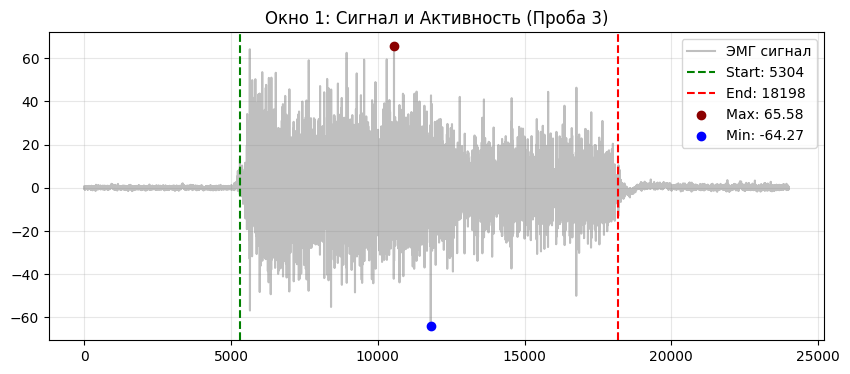 Окно 1: Сигнал и Активность (Проба 3)
60
40
20
0
−20
−40
−60
0
5000
10000
15000
20000
25000
ЭМГ сигнал
Start: 5304
End: 18198
Max: 65.58
Min: -64.27